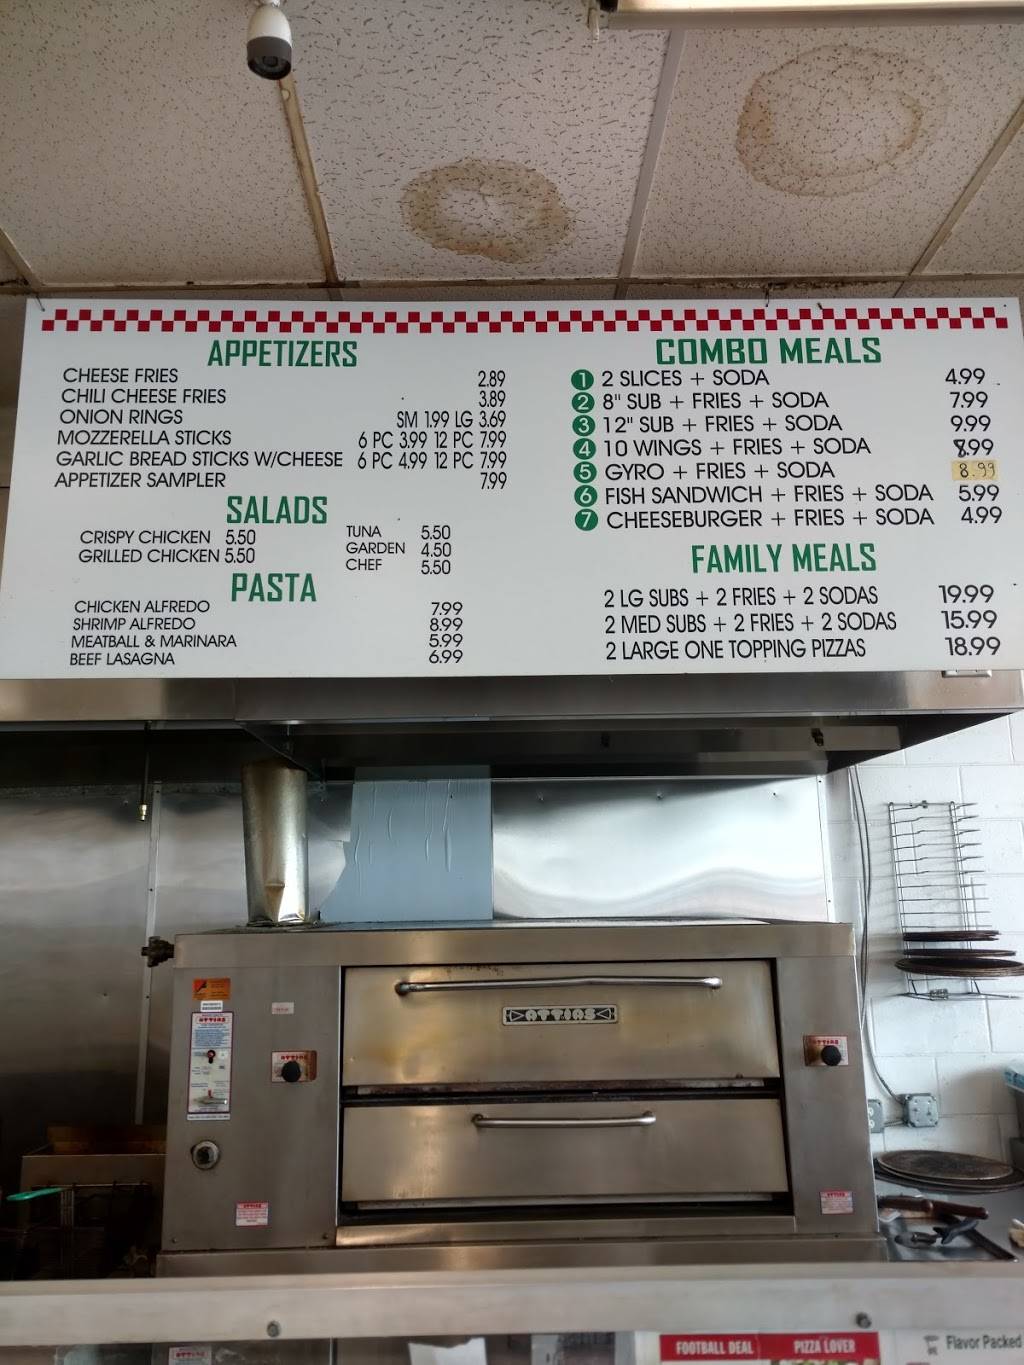 APPETIZERS
CHEESE FRIES 2.89
CHILI CHEESE FRIES 3.89
ONION RINGS SM 1.99 LG 3.69
MOZZERELLA STICKS 6 PC 3.99 12 PC 7.99
GARLIC BREAD STICKS W/CHEESE 6 PC 4.99 12 PC 7.99
APPETIZER SAMPLER 7.99
SALADS
CRISPY CHICKEN 5.50
GRILLED CHICKEN 5.50
TUNA 5.50
GARDEN 4.50
CHEF 5.50
PASTA
CHICKEN ALFREDO 7.99
SHRIMP ALFREDO 8.99
MEATBALL & MARINARA 5.99
BEEF LASAGNA 6.99
COMBO MEALS
1 2 SLICES + SODA 4.99
2 8" SUB + FRIES + SODA 7.99
3 12" SUB + FRIES + SODA 9.99
4 10 WINGS + FRIES + SODA 8.99
5 GYRO + FRIES + SODA 8.99
6 FISH SANDWICH + FRIES + SODA 5.99
7 CHEESEBURGER + FRIES + SODA 4.99
FAMILY MEALS
2 LG SUBS + 2 FRIES + 2 SODAS 19.99
2 MED SUBS + 2 FRIES + 2 SODAS 15.99
2 LARGE ONE TOPPING PIZZAS 18.99
ATTIAS
ATTIAS
ATTIAS
ATTIAS
ATTIAS
ATTIAS
ATTIAS
FOOTBALL DEAL
PIZZA LOVER
Flavor Packed